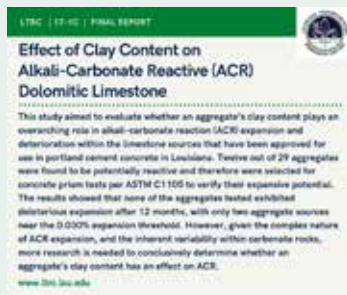 LTRC | 17-1C | FINAL REPORT
Effect of Clay Content on
Alkali-Carbonate Reactive (ACR)
Dolomitic Limestone
This study aimed to evaluate whether an aggregate's clay content plays an
overarching role in alkali-carbonate reaction (ACR) expansion and
deterioration within the limestone sources that have been approved for
use in portland cement concrete in Louisiana. Twelve out of 29 aggregates
were found to be potentially reactive and therefore were selected for
concrete prism tests per ASTM C1105 to verify their expansive potential.
The results showed that none of the aggregates tested exhibited
deleterious expansion after 12 months, with only two aggregate sources
near the 0.030% expansion threshold. However, given the complex nature
of ACR expansion, and the inherent variability within carbonate rocks,
more research is needed to conclusively determine whether an
aggregate's clay content has an effect on ACR.
www.ltrc.lsu.edu